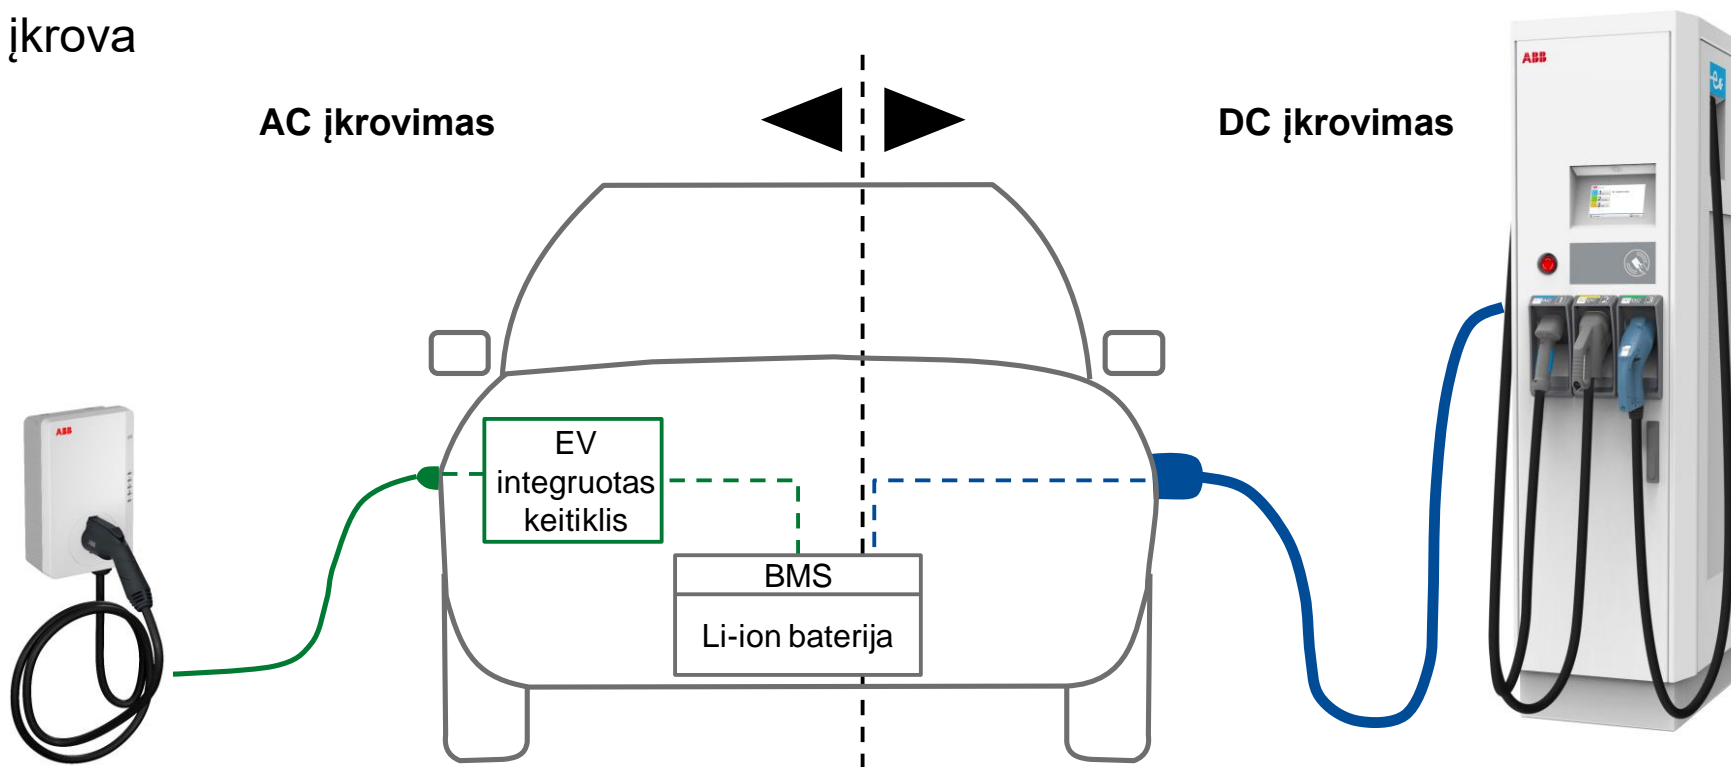 įkrova
AC įkrovimas
DC įkrovimas
ABB
ABB
EV
integruotas
keitiklis
BMS
Li-ion baterija